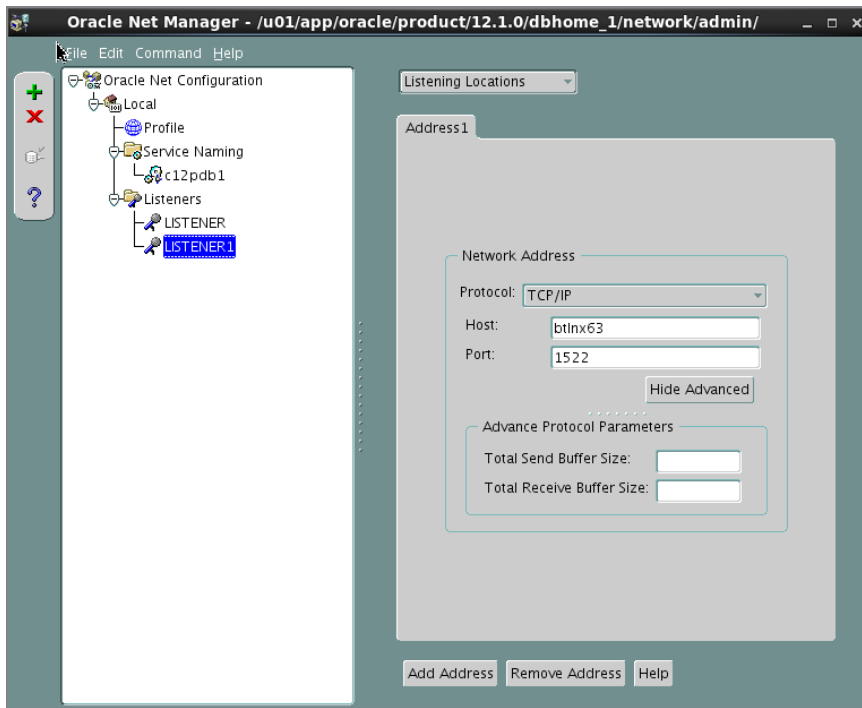 Oracle Net Manager - /u01/app/oracle/product/12.1.0/dbhome_1/network/admin/
File Edit Command Help
Oracle Net Configuration
Local
Profile
Service Naming
c12pdb1
Listeners
LISTENER
LISTENER1
Listening Locations
Address1
Network Address
Protocol: TCP/IP
Host: btlnx63
Port: 1522
Hide Advanced
Advance Protocol Parameters
Total Send Buffer Size:
Total Receive Buffer Size:
Add Address Remove Address Help